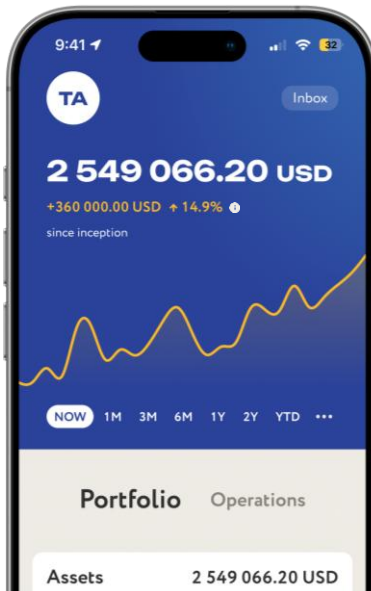 9:41
32
TA
Inbox
2 549 066.20 USD
+360 000.00 USD ↑ 14.9%
since inception
NOW 1M 3M 6M 1Y 2Y YTD •••
Portfolio Operations
Assets 2 549 066.20 USD